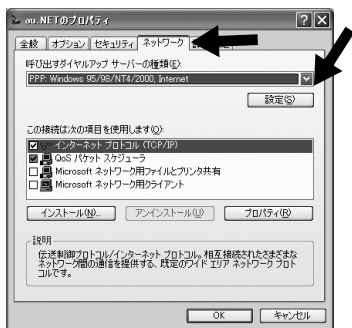 au.NETのプロパティ
全般 オプション セキュリティ ネットワーク
呼び出すダイヤルアップ サーバーの種類(E):
PPP: Windows 95/98/NT4/2000, Internet
設定(S)
この接続は次の項目を使用します(O):
インターネット プロトコル (TCP/IP)
QoS パケット スケジューラ
Microsoft ネットワーク用ファイルとプリンタ共有
Microsoft ネットワーク用クライアント
インストール(N)... アンインストール(U) プロパティ(R)
説明
伝送制御プロトコル/インターネット プロトコル。相互接続されたさまざまな
ネットワーク間の通信を提供する、既定のワイド エリア ネットワーク プロト
コルです。
OK キャンセル